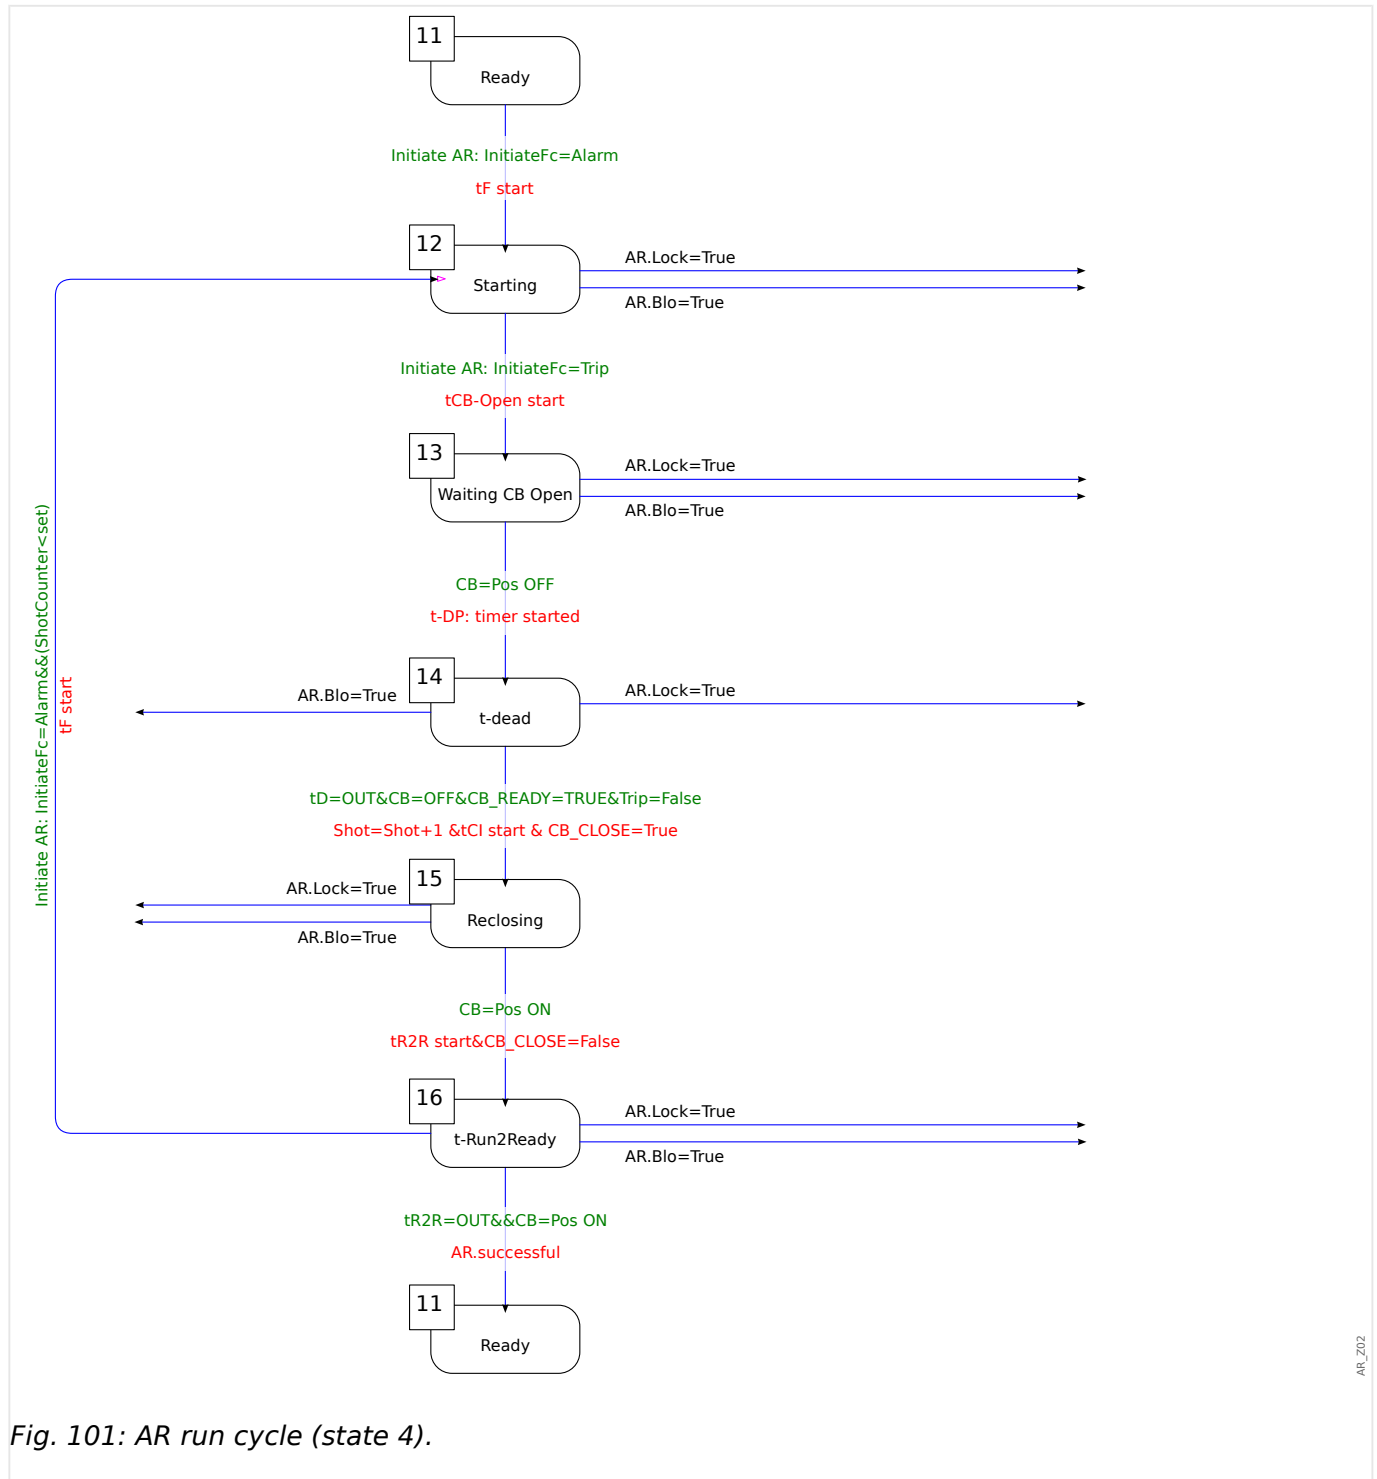 11
Ready
Initiate AR: InitiateFc=Alarm
tF start
12
Starting
AR.Lock=True
AR.Blo=True
Initiate AR: InitiateFc=Trip
tCB-Open start
13
Waiting CB Open
AR.Lock=True
AR.Blo=True
CB=Pos OFF
t-DP: timer started
Initiate AR: InitiateFc=Alarm&&(ShotCounter<set)
tF start
14
t-dead
AR.Blo=True
AR.Lock=True
tD=OUT&CB=OFF&CB_READY=TRUE&Trip=False
Shot=Shot+1 &tCl start & CB_CLOSE=True
15
Reclosing
AR.Lock=True
AR.Blo=True
CB=Pos ON
tR2R start&CB_CLOSE=False
16
t-Run2Ready
AR.Lock=True
AR.Blo=True
tR2R=OUT&&CB=Pos ON
AR.successful
11
Ready
AR_Z02
Fig. 101: AR run cycle (state 4).